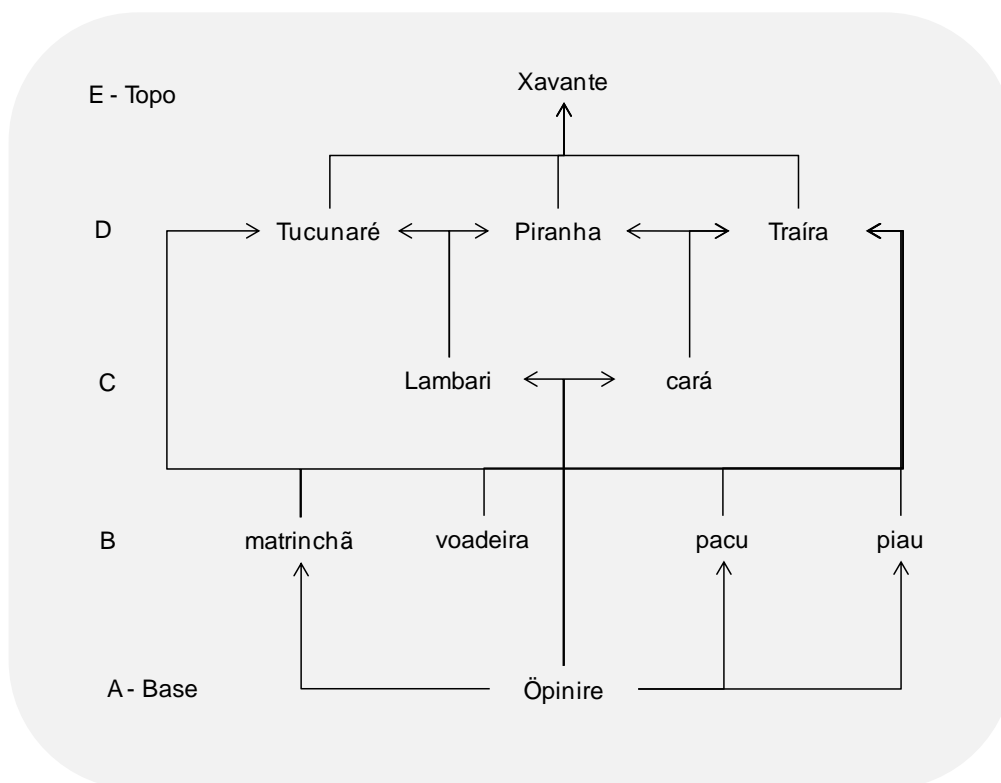 E - Topo
Xavante
D
Tucunaré
Piranha
Traíra
C
Lambari
cará
B
matrinchã
voadeira
pacu
piau
A - Base
Öpinire